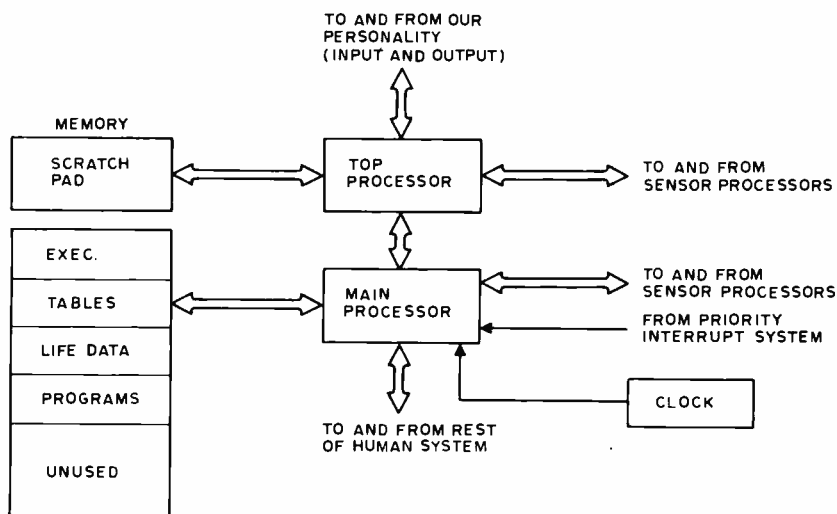 TO AND FROM OUR
PERSONALITY
(INPUT AND OUTPUT)
MEMORY
SCRATCH
PAD
TOP
PROCESSOR
TO AND FROM
SENSOR PROCESSORS
EXEC.
TABLES
LIFE DATA
PROGRAMS
UNUSED
MAIN
PROCESSOR
TO AND FROM
SENSOR PROCESSORS
FROM PRIORITY
INTERRUPT SYSTEM
CLOCK
TO AND FROM REST
OF HUMAN SYSTEM